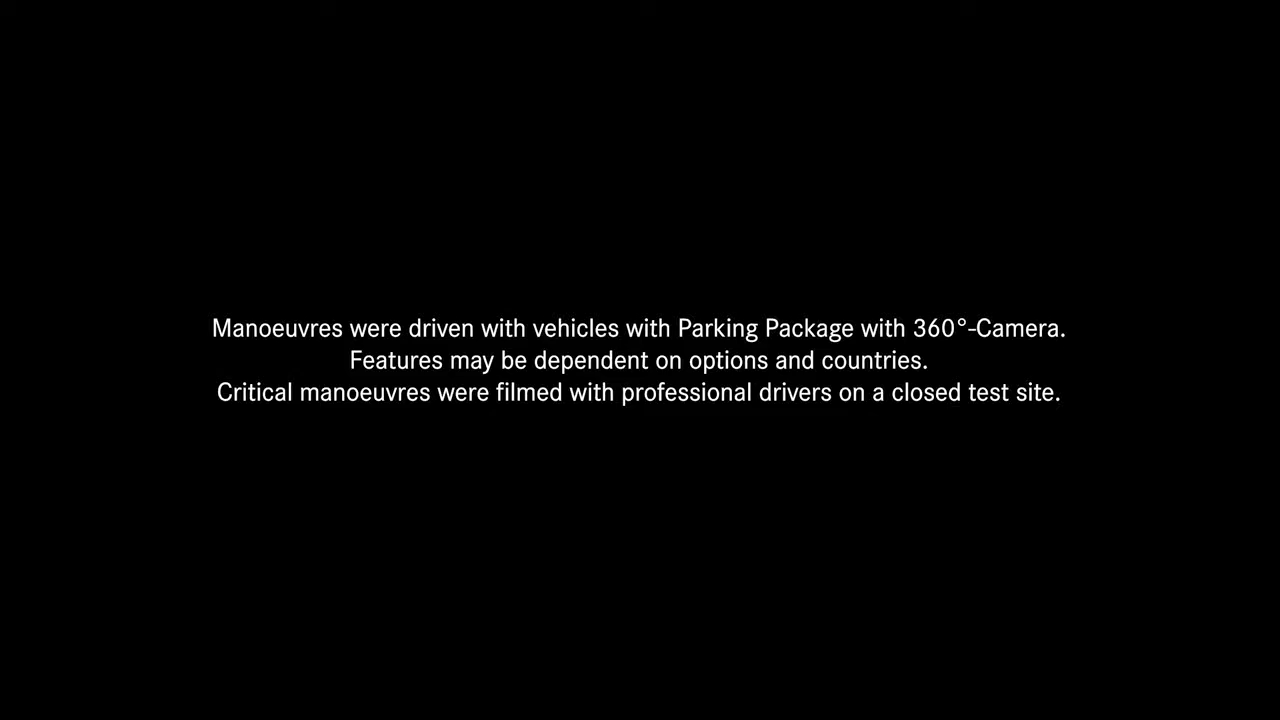 Manoeuvres were driven with vehicles with Parking Package with 360°-Camera.
Features may be dependent on options and countries.
Critical manoeuvres were filmed with professional drivers on a closed test site.